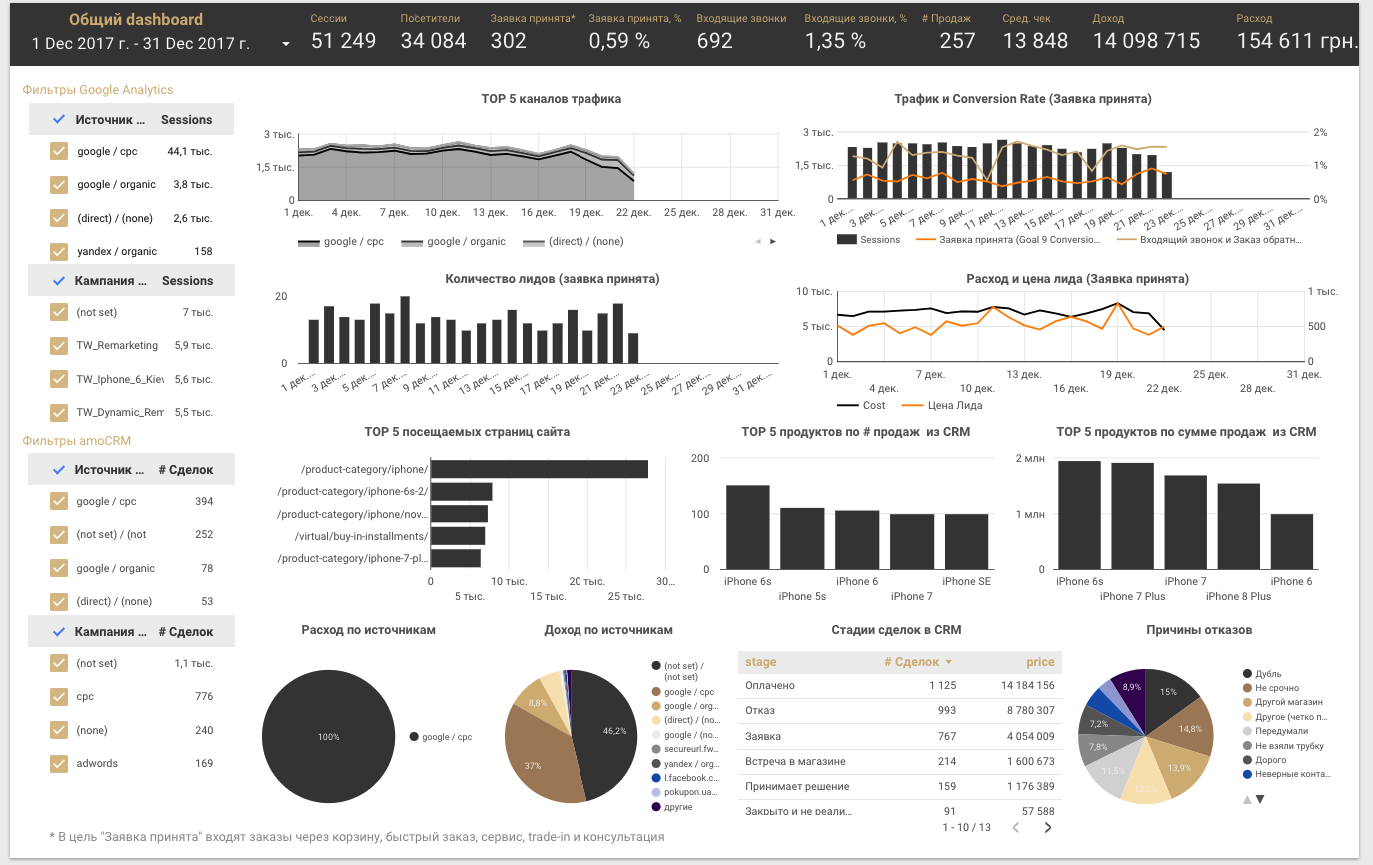 Общий dashboard
1 Dec 2017 г. - 31 Dec 2017 г.
Сессии
51 249
Посетители
34 084
Заявка принята*
302
Заявка принята, %
0,59 %
Входящие звонки
692
Входящие звонки, %
1,35 %
# Продаж
257
Сред. чек
13 848
Доход
14 098 715
Расход
154 611 грн.
Фильтры Google Analytics
Источник ... Sessions
google / cpc 44,1 тыс.
google / organic 3,8 тыс.
(direct) / (none) 2,6 тыс.
yandex / organic 158
Кампания ... Sessions
(not set) 7 тыс.
TW_Remarketing 5,9 тыс.
TW_Iphone_6_Kiev 5,6 тыс.
TW_Dynamic_Rem 5,5 тыс.
Фильтры amoCRM
Источник ... # Сделок
google / cpc 394
(not set) / (not 252
google / organic 78
(direct) / (none) 53
Кампания ... # Сделок
(not set) 1,1 тыс.
cpc 776
(none) 240
adwords 169
TOP 5 каналов трафика
3 тыс.
1,5 тыс.
0
1 дек. 4 дек. 7 дек. 10 дек. 13 дек. 16 дек. 19 дек. 22 дек. 25 дек. 28 дек. 31 дек.
google / cpc google / organic (direct) / (none)
Трафик и Conversion Rate (Заявка принята)
3 тыс. 2%
1,5 тыс. 1%
0 0%
1 дек... 3 дек... 5 дек... 7 дек... 9 дек... 11 дек... 13 дек... 15 дек... 17 дек... 19 дек... 21 дек... 23 дек... 25 дек... 27 дек... 29 дек... 31 дек...
Sessions Заявка принята (Goal 9 Conversio... Входящий звонок и Заказ обратн...
Количество лидов (заявка принята)
20
0
1 дек... 3 дек... 5 дек... 7 дек... 9 дек... 11 дек... 13 дек... 15 дек... 17 дек... 19 дек... 21 дек... 23 дек... 25 дек... 27 дек... 29 дек... 31 дек...
Расход и цена лида (Заявка принята)
10 тыс. 1 тыс.
5 тыс. 500
0 0
1 дек. 7 дек. 13 дек. 19 дек. 25 дек. 31 дек.
4 дек. 10 дек. 16 дек. 22 дек. 28 дек.
Cost Цена Лида
TOP 5 посещаемых страниц сайта
/product-category/iphone/
/product-category/iphone-6s-2/
/product-category/iphone/nov...
/virtual/buy-in-installments/
/product-category/iphone-7-pl...
0 10 тыс. 20 тыс. 30...
5 тыс. 15 тыс. 25 тыс.
TOP 5 продуктов по # продаж из CRM
200
100
0
iPhone 6s iPhone 6 iPhone SE
iPhone 5s iPhone 7
TOP 5 продуктов по сумме продаж из CRM
2 млн
1 млн
0
iPhone 6s iPhone 7 iPhone 6
iPhone 7 Plus iPhone 8 Plus
Расход по источникам
100%
google / cpc
Доход по источникам
46,2%
37%
8,8%
(not set) /
(not set)
google / cpc
google / org...
(direct) / (no...
google / (no...
secureurl.fw...
yandex / org...
l.facebook.c...
pokupon.ua...
другие
Стадии сделок в CRM
stage # Сделок price
Оплачено 1 125 14 184 156
Отказ 993 8 780 307
Заявка 767 4 054 009
Встреча в магазине 214 1 600 673
Принимает решение 159 1 176 389
Закрыто и не реали... 91 57 588
1 - 10 / 13
Причины отказов
15%
14,8%
13,9%
11,5%
7,8%
7,2%
8,9%
Дубль
Не срочно
Другой магазин
Другое (четко п...
Передумали
Не взяли трубку
Дорого
Неверные конта...
* В цель "Заявка принята" входят заказы через корзину, быстрый заказ, сервис, trade-in и консультация